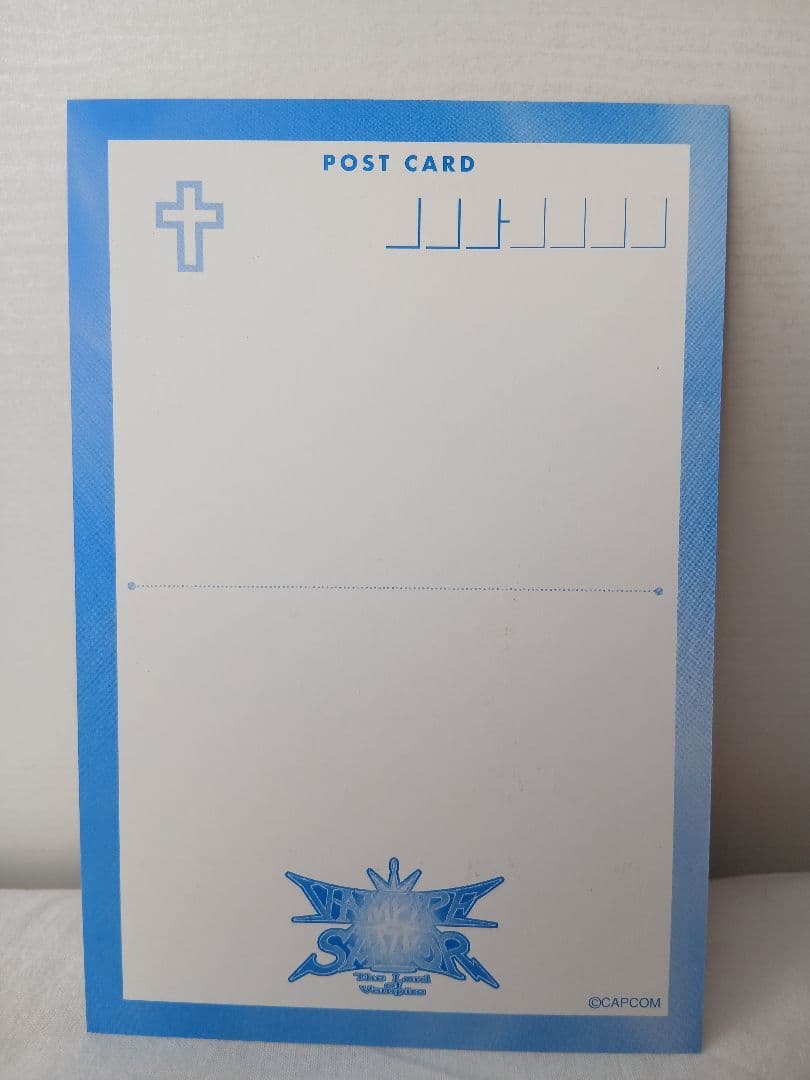 POST CARD
VAMPIRE
SAVIOR
The Lord
of
Vampire
©CAPCOM